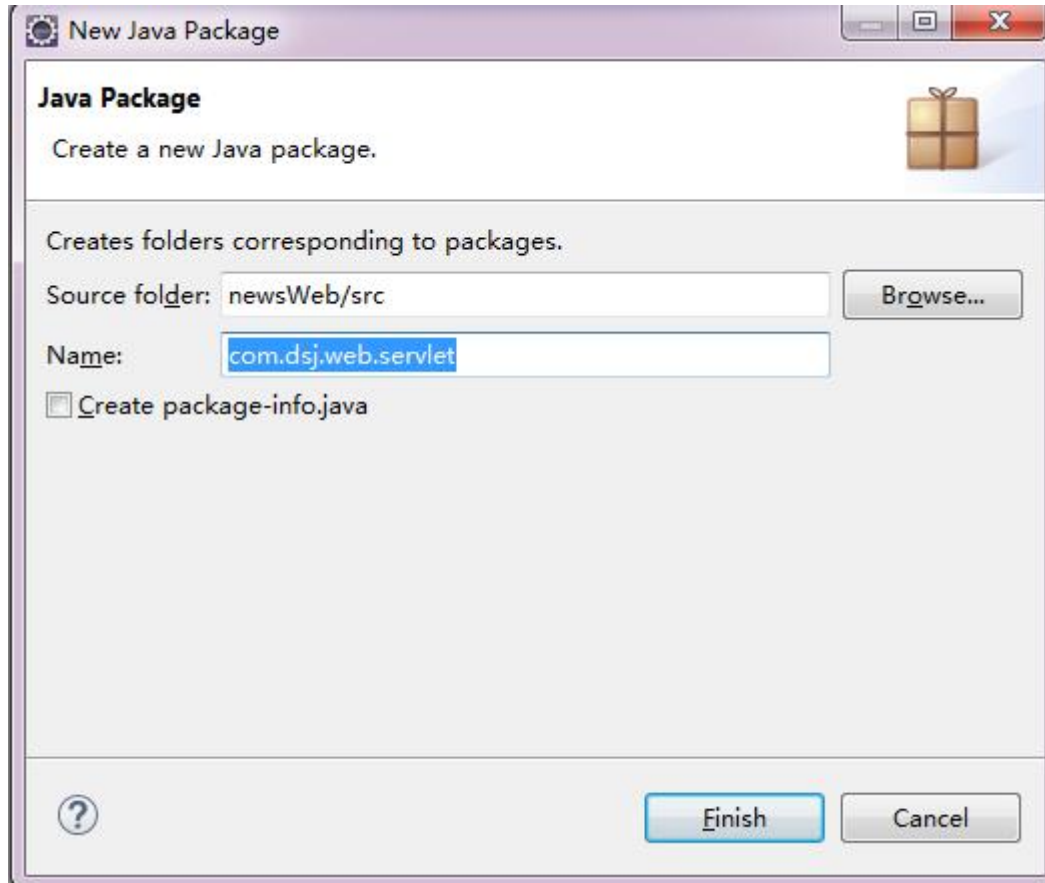 New Java Package
Java Package
Create a new Java package.
Creates folders corresponding to packages.
Source folder: newsWeb/src Browse...
Name: com.dsj.web.servlet
Create package-info.java
? Finish Cancel